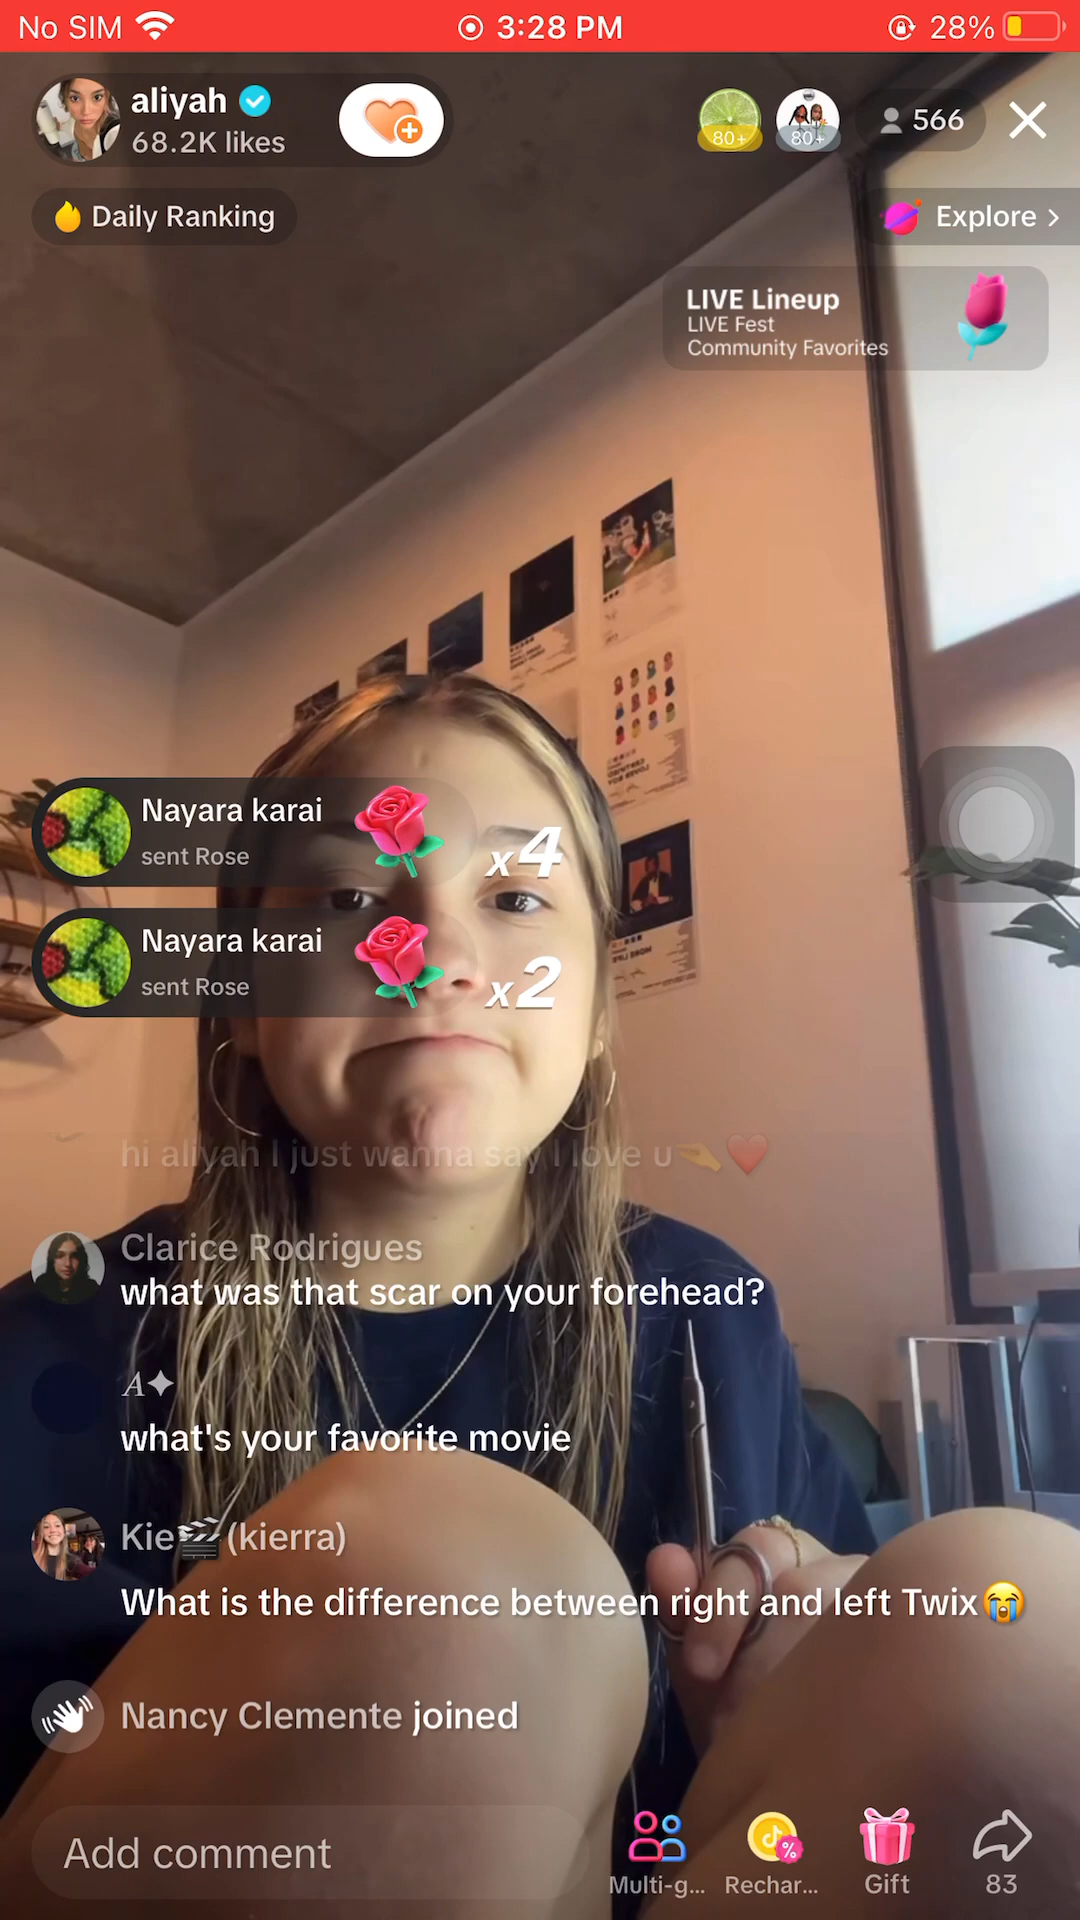 No SIM
3:28 PM
28%
aliyah
68.2K likes
80+
80+
566
Daily Ranking
Explore >
LIVE Lineup
LIVE Fest
Community Favorites
Nayara karai
sent Rose
x4
Nayara karai
sent Rose
x2
hi aliyah I just wanna say I love u🫴❤️
Clarice Rodrigues
what was that scar on your forehead?
A✦
what's your favorite movie
Kie🎬(kierra)
What is the difference between right and left Twix😭
Nancy Clemente joined
Add comment
Multi-g...
Rechar...
Gift
83